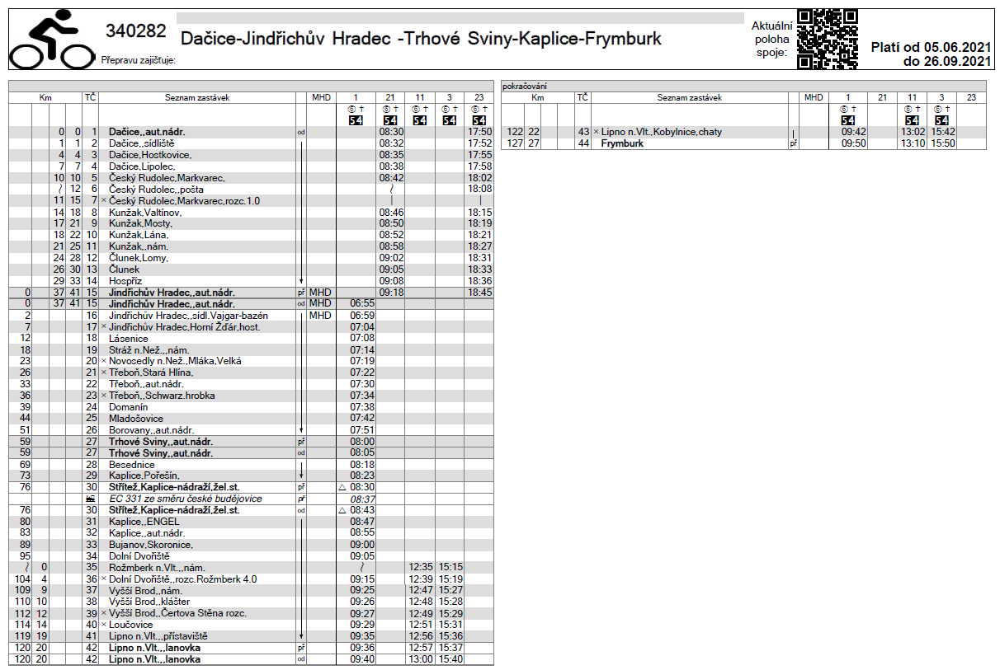 340282
Dačice-Jindřichův Hradec -Trhové Sviny-Kaplice-Frymburk
Přepravu zajišťuje:
Aktuální
poloha
spoje:
Platí od 05.06.2021
do 26.09.2021
Km TČ Seznam zastávek MHD 1 21 11 3 23
Ⓒ † Ⓒ † Ⓒ † Ⓒ † Ⓒ †
54 54 54 54 54
0 0 1 Dačice,,aut.nádr. od 08:30 17:50
1 1 2 Dačice,,sídliště 08:32 17:52
4 4 3 Dačice,Hostkovice, 08:35 17:55
7 7 4 Dačice,Lipolec, 08:38 17:58
10 10 5 Český Rudolec,Markvarec, 08:42 18:02
12 6 Český Rudolec,,pošta 18:08
11 15 7 × Český Rudolec,Markvarec,rozc.1.0 | |
14 18 8 Kunžak,Valtínov, 08:46 18:15
17 21 9 Kunžak,Mosty, 08:50 18:19
18 22 10 Kunžak,Lána, 08:52 18:21
21 25 11 Kunžak,,nám. 08:58 18:27
24 28 12 Člunek,Lomy, 09:02 18:31
26 30 13 Člunek 09:05 18:33
29 33 14 Hospříz 09:08 18:36
0 37 41 15 Jindřichův Hradec,,aut.nádr. př MHD 09:18 18:45
0 37 41 15 Jindřichův Hradec,,aut.nádr. od MHD 06:55
2 16 Jindřichův Hradec,,sídl.Vajgar-bazén MHD 06:59
7 17 × Jindřichův Hradec,Horní Žďár,host. 07:04
12 18 Lásenice 07:08
18 19 Stráž n.Než.,,nám. 07:14
23 20 × Novosedly n.Než.,Mláka,Velká 07:19
26 21 × Třeboň,Stará Hlína, 07:22
33 22 Třeboň,,aut.nádr. 07:30
36 23 × Třeboň,,Schwarz.hrobka 07:34
39 24 Domanín 07:38
44 25 Mladošovice 07:42
51 26 Borovany,,aut.nádr. 07:51
59 27 Trhové Sviny,,aut.nádr. př 08:00
59 27 Trhové Sviny,,aut.nádr. od 08:05
69 28 Besednice 08:18
73 29 Kaplice,Pořešín, 08:23
76 30 Střítež,Kaplice-nádraží,žel.st. př △ 08:30
EC 331 ze směru české budějovice př 08:37
76 30 Střítež,Kaplice-nádraží,žel.st. od △ 08:43
80 31 Kaplice,,ENGEL 08:47
83 32 Kaplice,,aut.nádr. 08:55
89 33 Bujanov,Skoronice, 09:00
95 34 Dolní Dvořiště 09:05
0 35 Rožmberk n.Vlt.,,nám. 12:35 15:15
104 4 36 × Dolní Dvořiště,,rozc.Rožmberk 4.0 09:15 12:39 15:19
109 9 37 Vyšší Brod,,nám. 09:25 12:47 15:27
110 10 38 Vyšší Brod,,klášter 09:26 12:48 15:28
112 12 39 × Vyšší Brod,,Čertova Stěna rozc. 09:27 12:49 15:29
114 14 40 × Loučovice 09:29 12:51 15:31
119 19 41 Lipno n.Vlt.,,přístaviště 09:35 12:56 15:36
120 20 42 Lipno n.Vlt.,,lanovka př 09:36 12:57 15:37
120 20 42 Lipno n.Vlt.,,lanovka od 09:40 13:00 15:40
pokračování
Km TČ Seznam zastávek MHD 1 21 11 3 23
Ⓒ † Ⓒ † Ⓒ †
54 54 54
122 22 43 × Lipno n.Vlt.,Kobylnice,chaty 09:42 13:02 15:42
127 27 44 Frymburk př 09:50 13:10 15:50